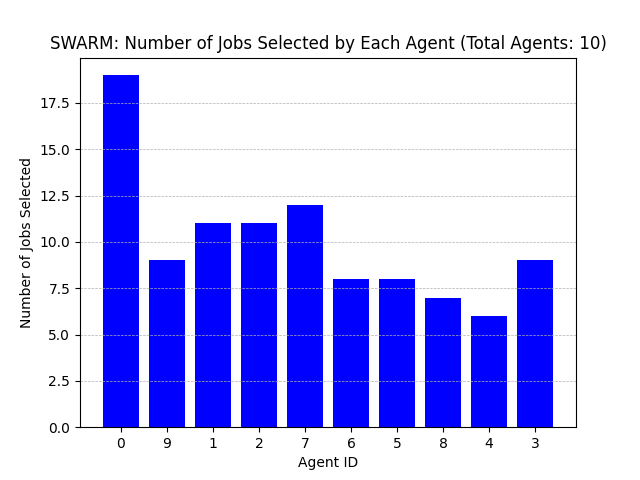 SWARM: Number of Jobs Selected by Each Agent (Total Agents: 10)
Number of Jobs Selected
17.5
15.0
12.5
10.0
7.5
5.0
2.5
0.0
0 9 1 2 7 6 5 8 4 3
Agent ID